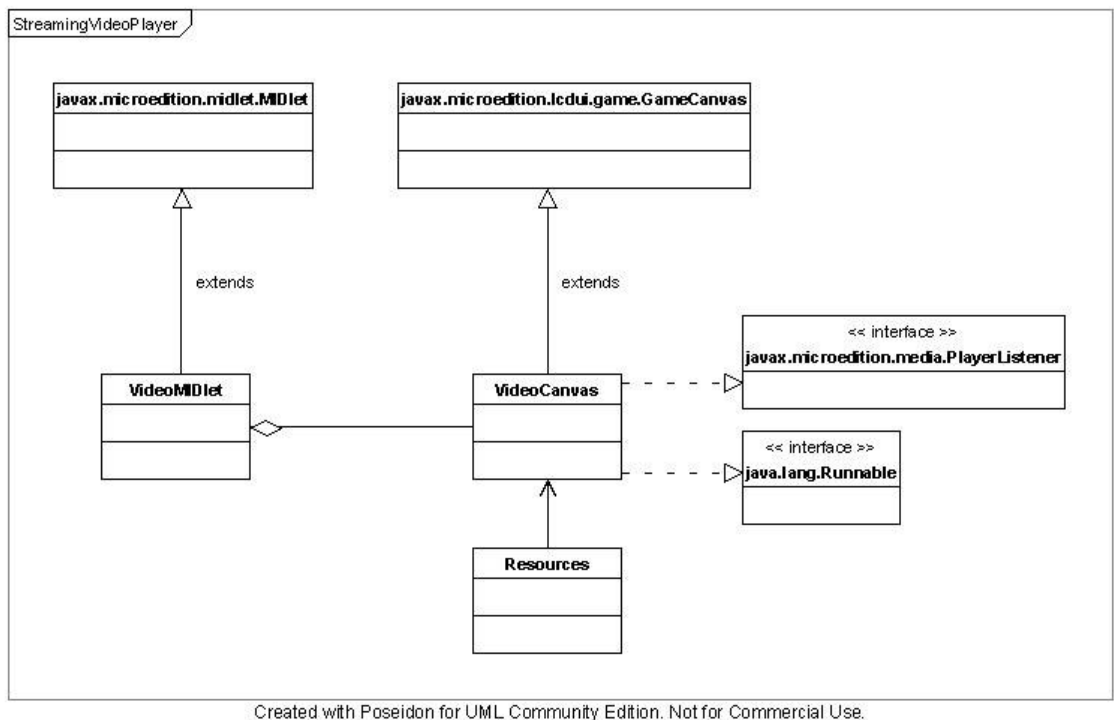 StreamingVideoPlayer
javax.microedition.midlet.MIDlet
javax.microedition.lcdui.game.GameCanvas
extends
extends
<< interface >>
javax.microedition.media.PlayerListener
VideoMIDlet
VideoCanvas
<< interface >>
java.lang.Runnable
Resources
Created with Poseidon for UML Community Edition. Not for Commercial Use.